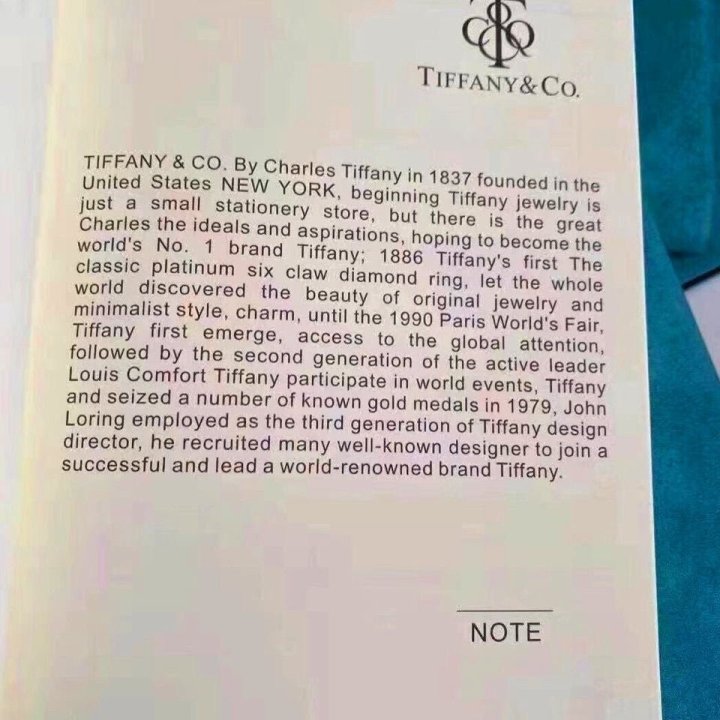 TIFFANY & CO.
TIFFANY & CO. By Charles Tiffany in 1837 founded in the
United States NEW YORK, beginning Tiffany jewelry is
just a small stationery store, but there is the great
Charles the ideals and aspirations, hoping to become the
world's No. 1 brand Tiffany; 1886 Tiffany's first The
classic platinum six claw diamond ring, let the whole
world discovered the beauty of original jewelry and
minimalist style, charm, until the 1990 Paris World's Fair,
Tiffany first emerge, access to the global attention,
followed by the second generation of the active leader
Louis Comfort Tiffany participate in world events, Tiffany
and seized a number of known gold medals in 1979, John
Loring employed as the third generation of Tiffany design
director, he recruited many well-known designer to join a
successful and lead a world-renowned brand Tiffany.
NOTE